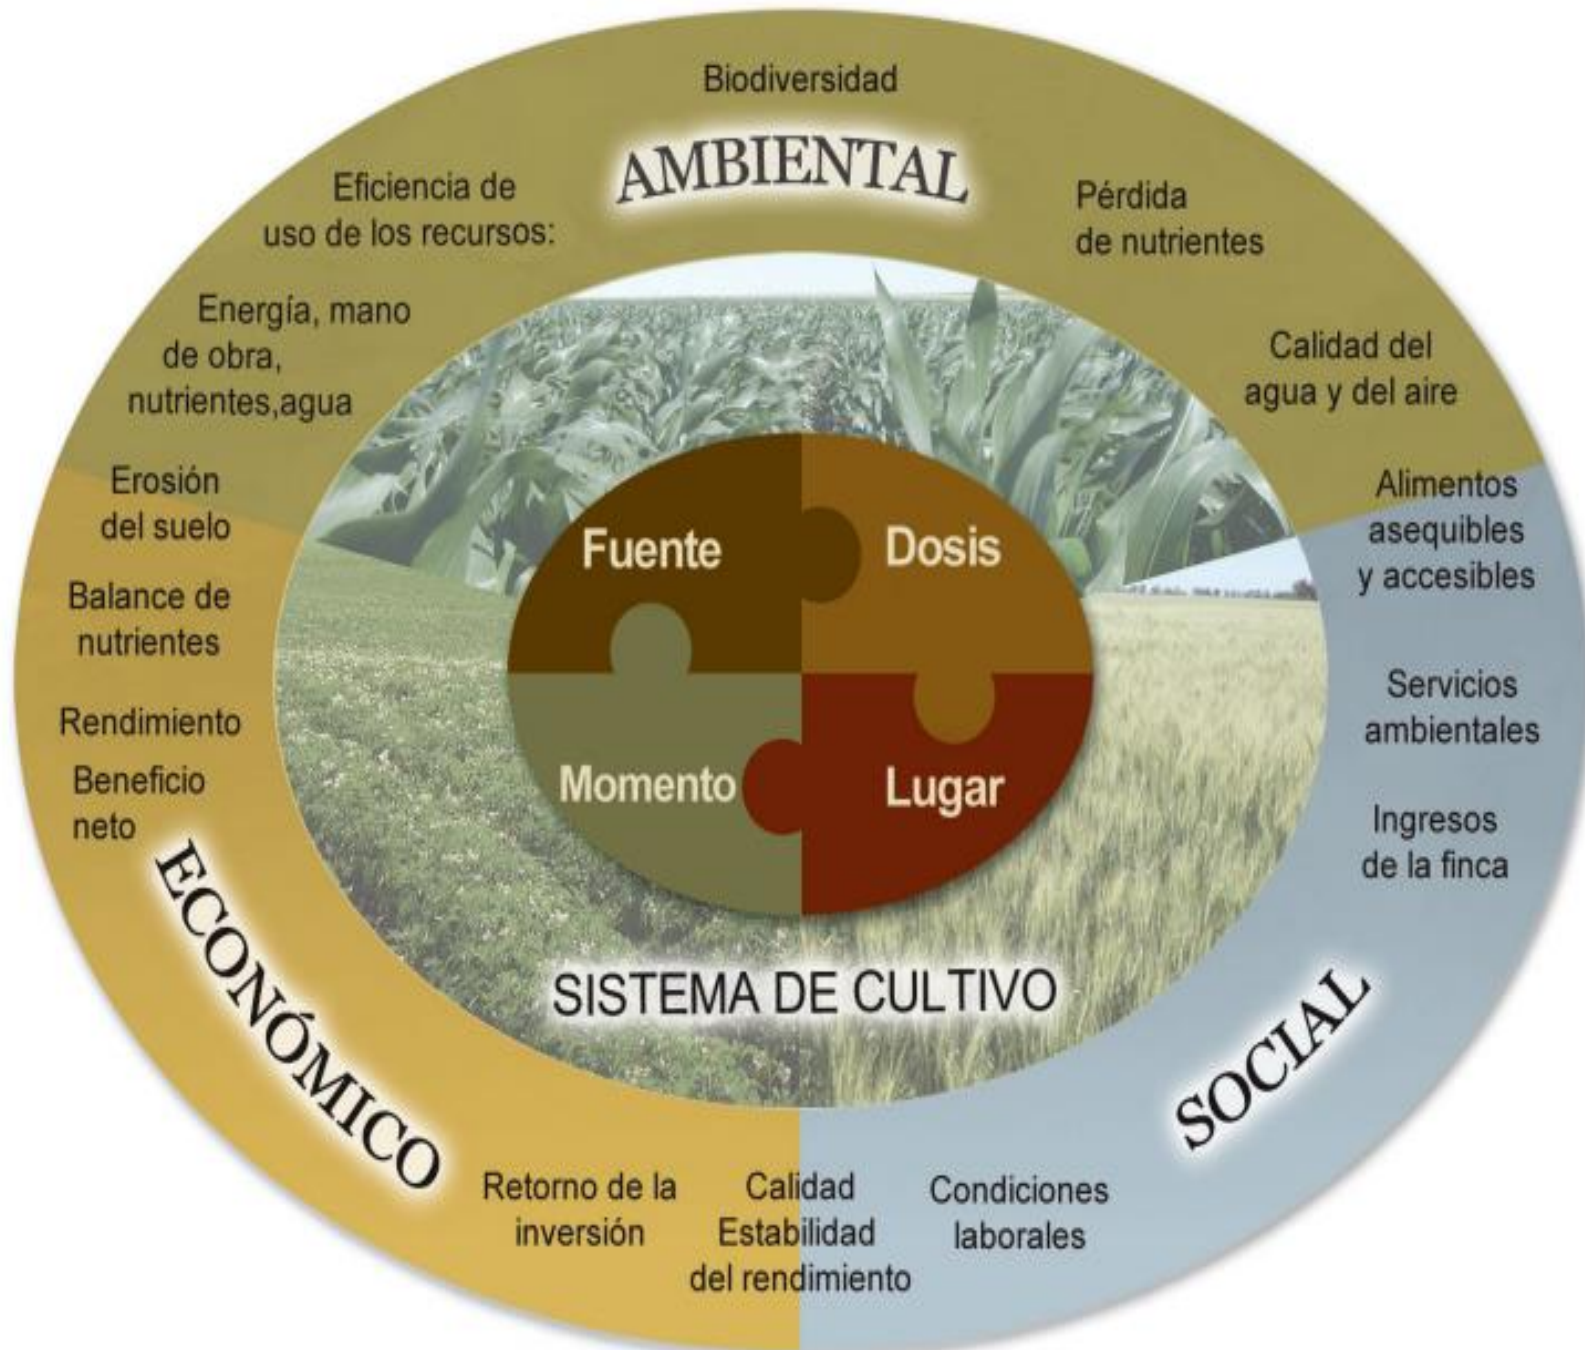 Biodiversidad
AMBIENTAL
Eficiencia de
uso de los recursos:
Energía, mano
de obra,
nutrientes,agua
Pérdida
de nutrientes
Calidad del
agua y del aire
Erosión
del suelo
Balance de
nutrientes
Rendimiento
Beneficio
neto
ECONÓMICO
Alimentos
asequibles
y accesibles
Servicios
ambientales
Ingresos
de la finca
SOCIAL
Fuente
Dosis
Momento
Lugar
SISTEMA DE CULTIVO
Retorno de la
inversión
Calidad
Estabilidad
del rendimiento
Condiciones
laborales